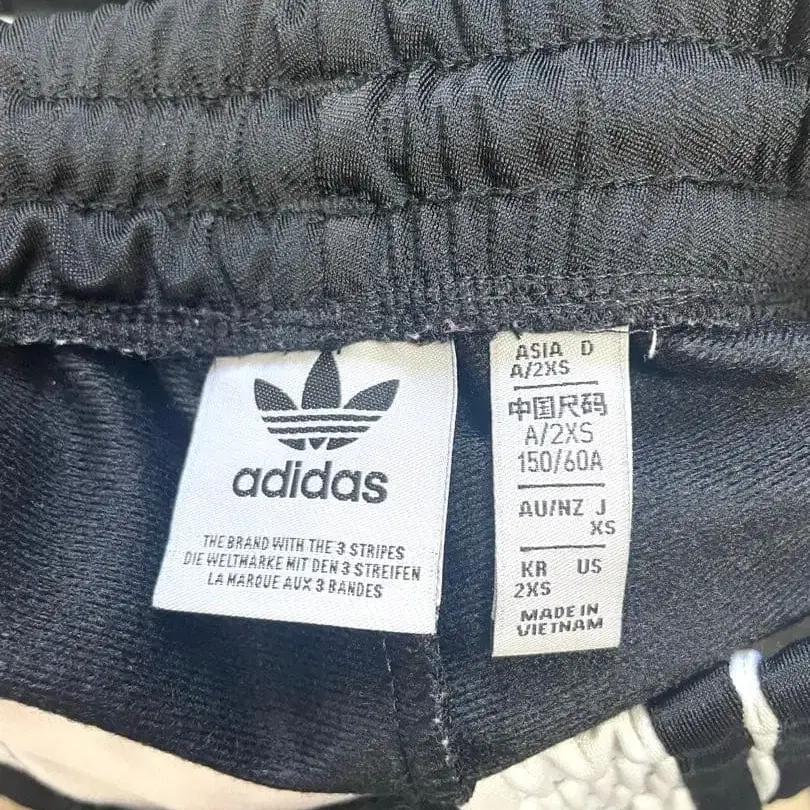 adidas
THE BRAND WITH THE 3 STRIPES
DIE WELTMARKE MIT DEN 3 STREIFEN
LA MARQUE AUX 3 BANDES
ASIA D
A/2XS
中国尺码
A/2XS
150/60A
AU/NZ J
XS
KR US
2XS
MADE IN
VIETNAM